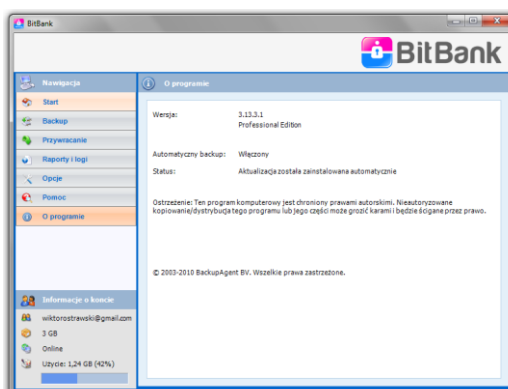 BitBank
BitBank
Nawigacja
Start
Backup
Przywracanie
Raporty i logi
Opcje
Pomoc
O programie
Informacje o koncie
wiktorostrawski@gmail.com
3 GB
Online
Użycie: 1,24 GB (42%)
O programie
Wersja: 3.13.3.1
Professional Edition
Automatyczny backup: Włączony
Status: Aktualizacja została zainstalowana automatycznie
Ostrzeżenie: Ten program komputerowy jest chroniony prawami autorskimi. Nieautoryzowane
kopiowanie/dystrybucja tego programu lub jego części może grozić karami i będzie ścigane przez prawo.
© 2003-2010 BackupAgent BV. Wszelkie prawa zastrzeżone.